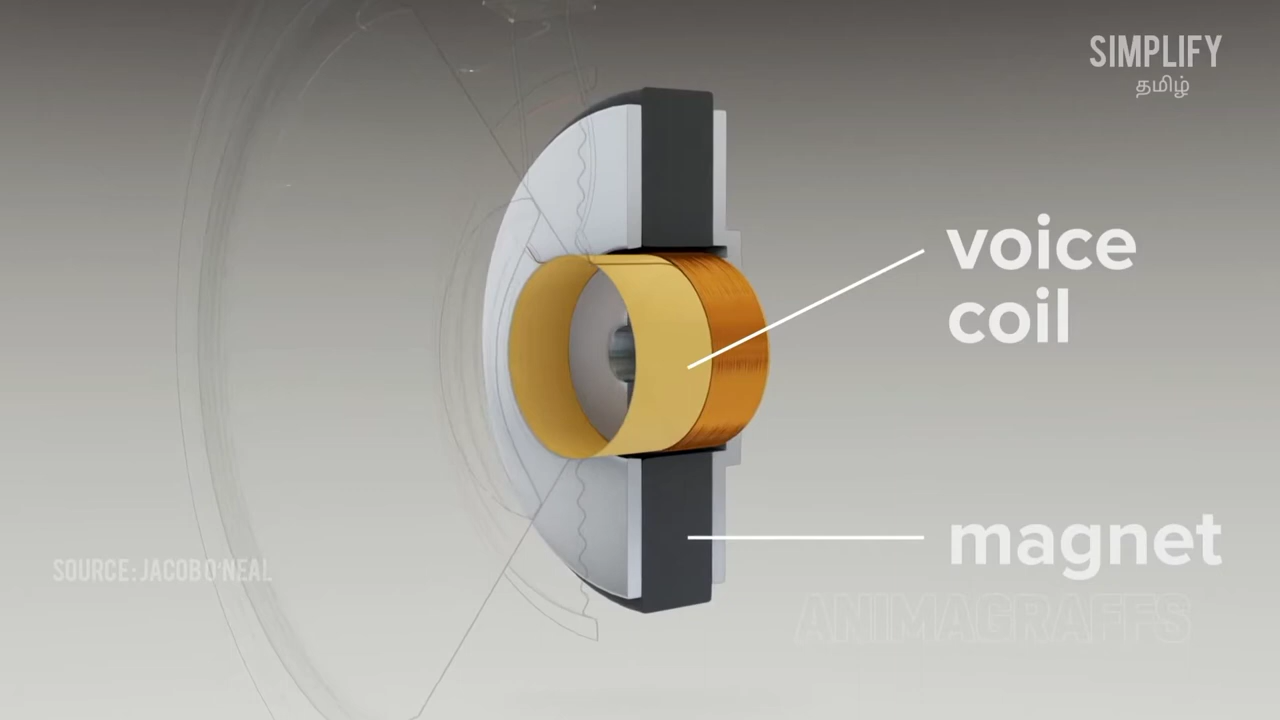 SIMPLIFY
தமிழ்
voice
coil
magnet
SOURCE: JACOB O'NEAL
ANIMAGRAFFS